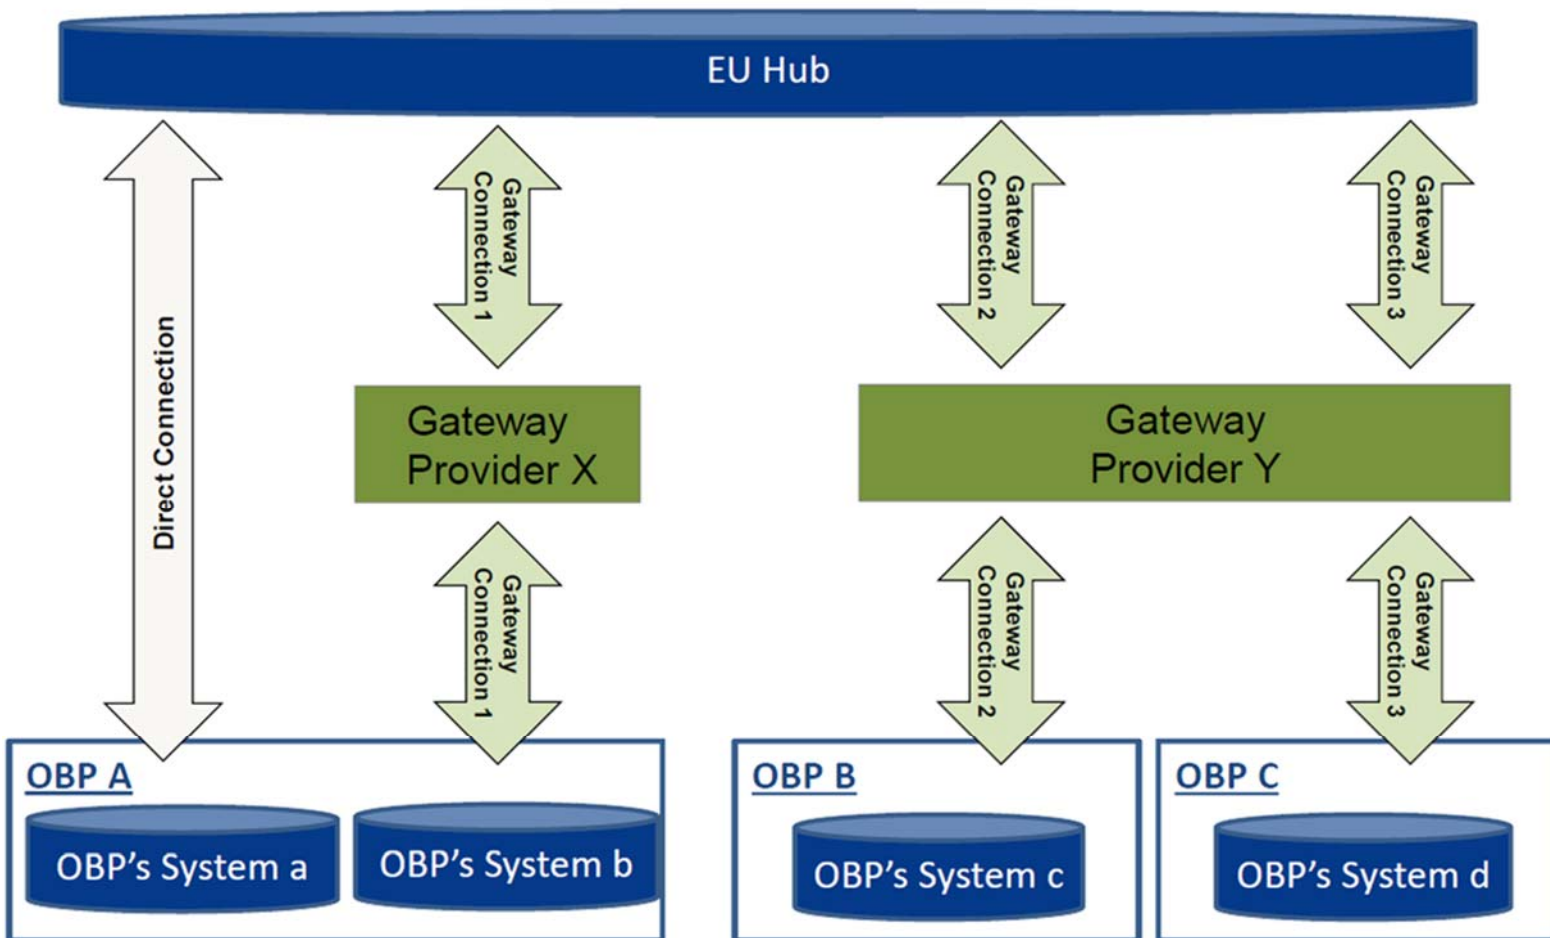 EU Hub
Direct Connection
Gateway
Connection 1
Gateway
Connection 2
Gateway
Connection 3
Gateway
Provider X
Gateway
Provider Y
Gateway
Connection 1
Gateway
Connection 2
Gateway
Connection 3
OBP A
OBP's System a
OBP's System b
OBP B
OBP's System c
OBP C
OBP's System d